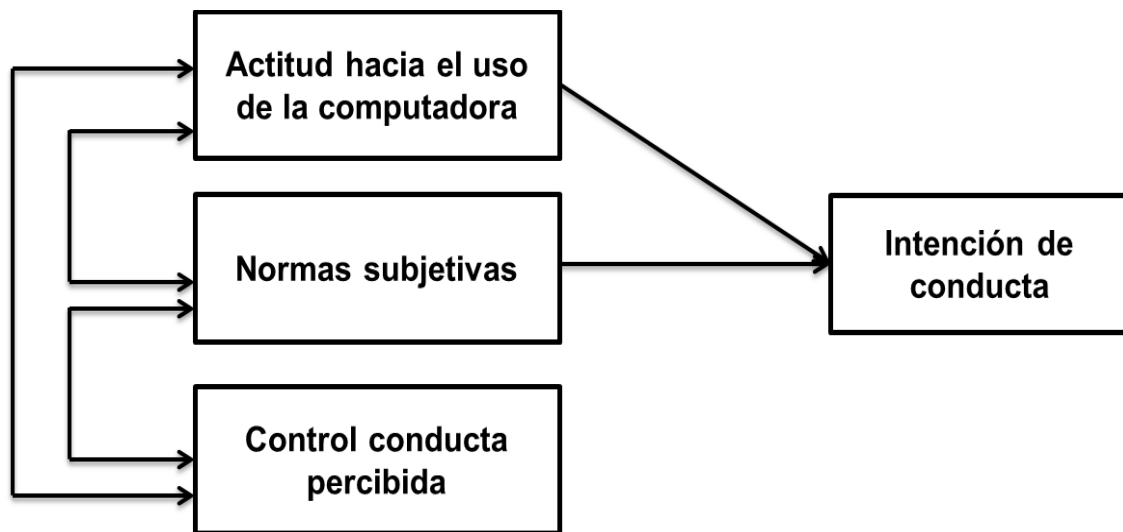 Actitud hacia el uso
de la computadora
Normas subjetivas
Intención de
conducta
Control conducta
percibida